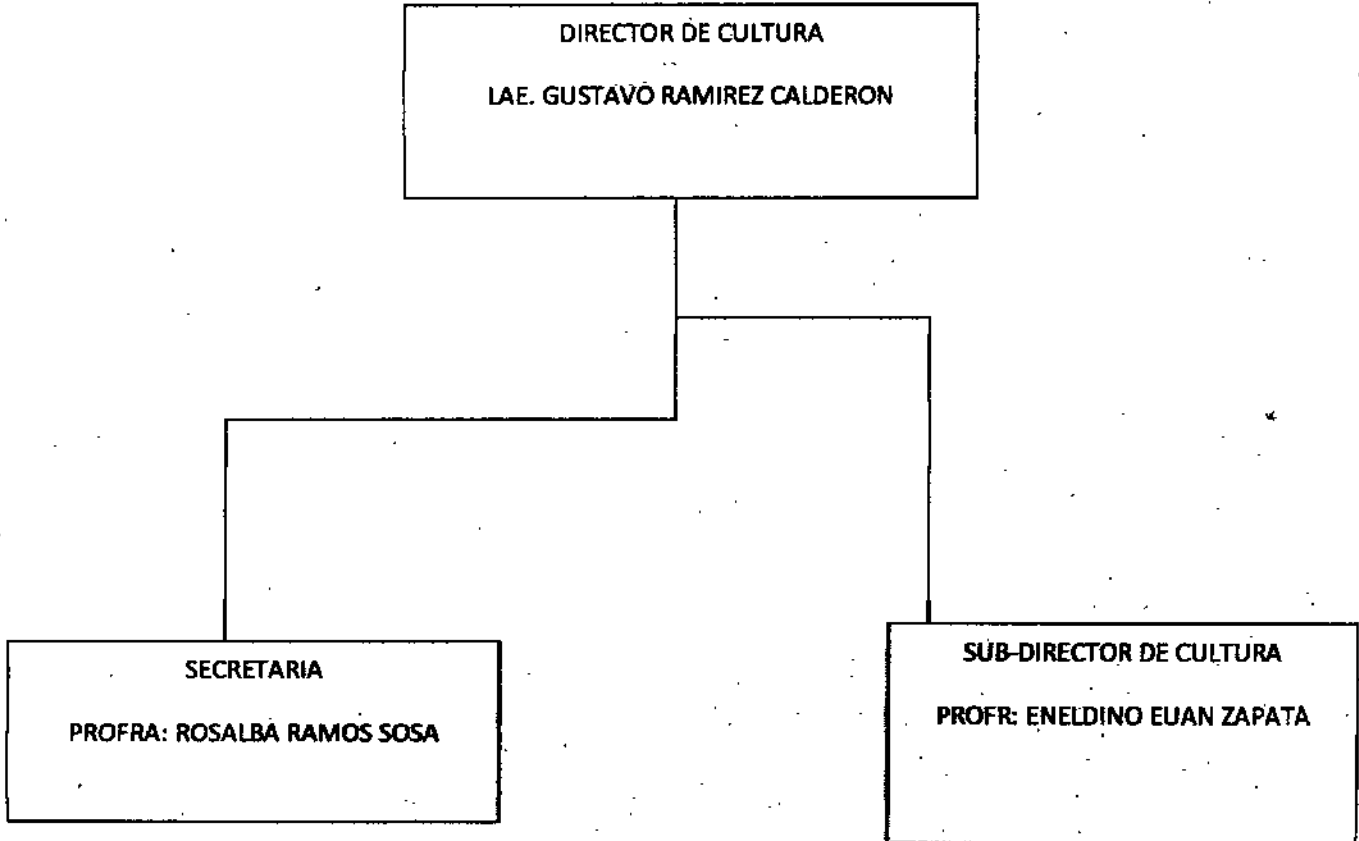 DIRECTOR DE CULTURA
LAE. GUSTAVO RAMIREZ CALDERON
SECRETARIA
PROFRA: ROSALBA RAMOS SOSA
SUB-DIRECTOR DE CULTURA
PROFR: ENELDINO EUAN ZAPATA